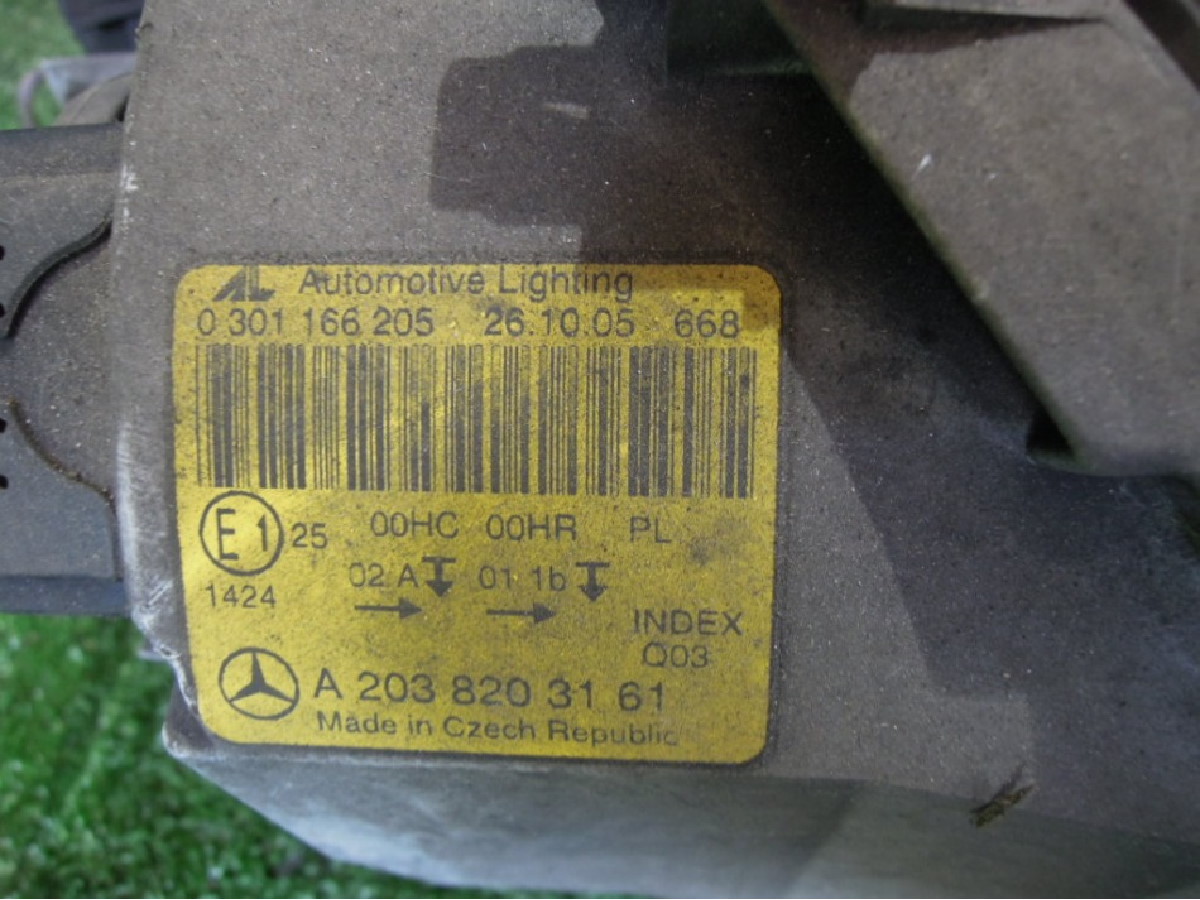 AL Automotive Lighting
0 301 166 205 26.10.05 668
E1 25 00HC 00HR PL
02 A 01 1b
1424
INDEX
Q03
A 203 820 31 61
Made in Czech Republic